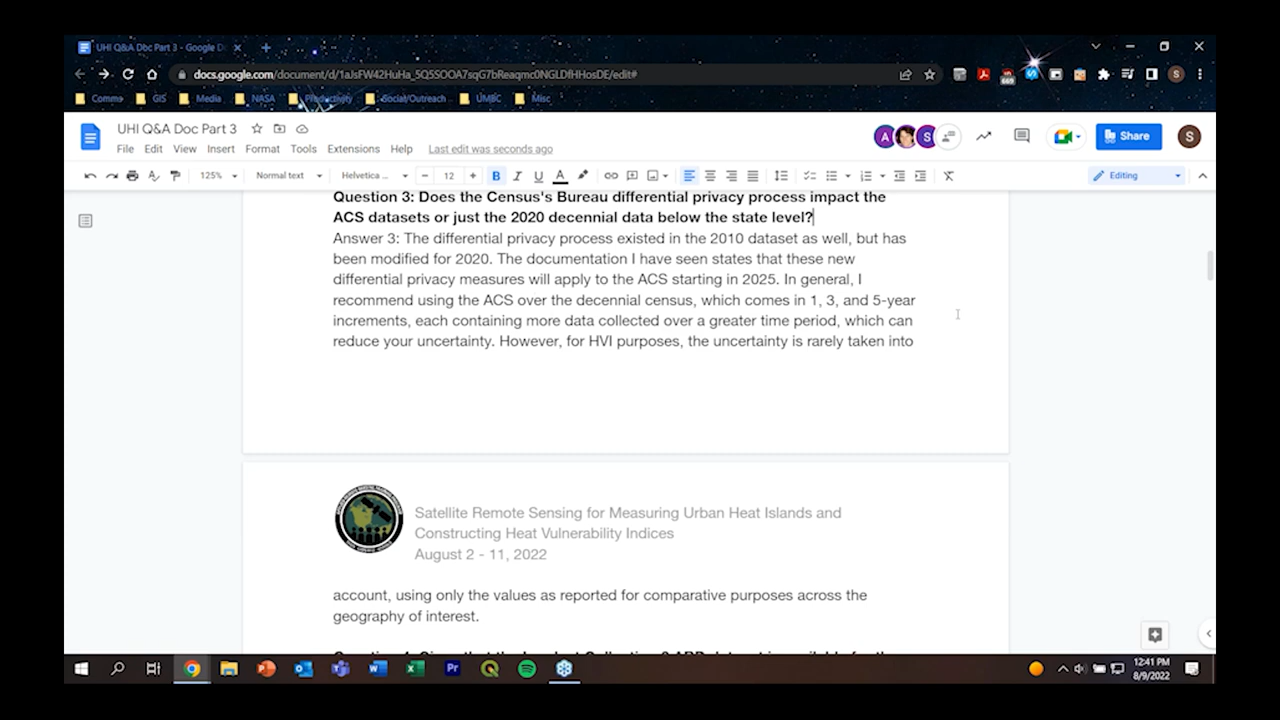 UHI Q&A Doc Part 3 - Google D
docs.google.com/document/d/1aJsFW42HuHa_5Q5SOOA7sqG7bReaqmc0NGLDfHHosDE/edit#
669
S
Comms
GIS
Media
NASA
Productivity
Social/Outreach
UMBC
Misc
UHI Q&A Doc Part 3
A
S
Share
S
File Edit View Insert Format Tools Extensions Help Last edit was seconds ago
125% Normal text Helvetica ... 12 B I U A Editing
Question 3: Does the Census's Bureau differential privacy process impact the
ACS datasets or just the 2020 decennial data below the state level?
Answer 3: The differential privacy process existed in the 2010 dataset as well, but has
been modified for 2020. The documentation I have seen states that these new
differential privacy measures will apply to the ACS starting in 2025. In general, I
recommend using the ACS over the decennial census, which comes in 1, 3, and 5-year
increments, each containing more data collected over a greater time period, which can
reduce your uncertainty. However, for HVI purposes, the uncertainty is rarely taken into
Satellite Remote Sensing for Measuring Urban Heat Islands and
Constructing Heat Vulnerability Indices
August 2 - 11, 2022
account, using only the values as reported for comparative purposes across the
geography of interest.
12:41 PM
8/9/2022